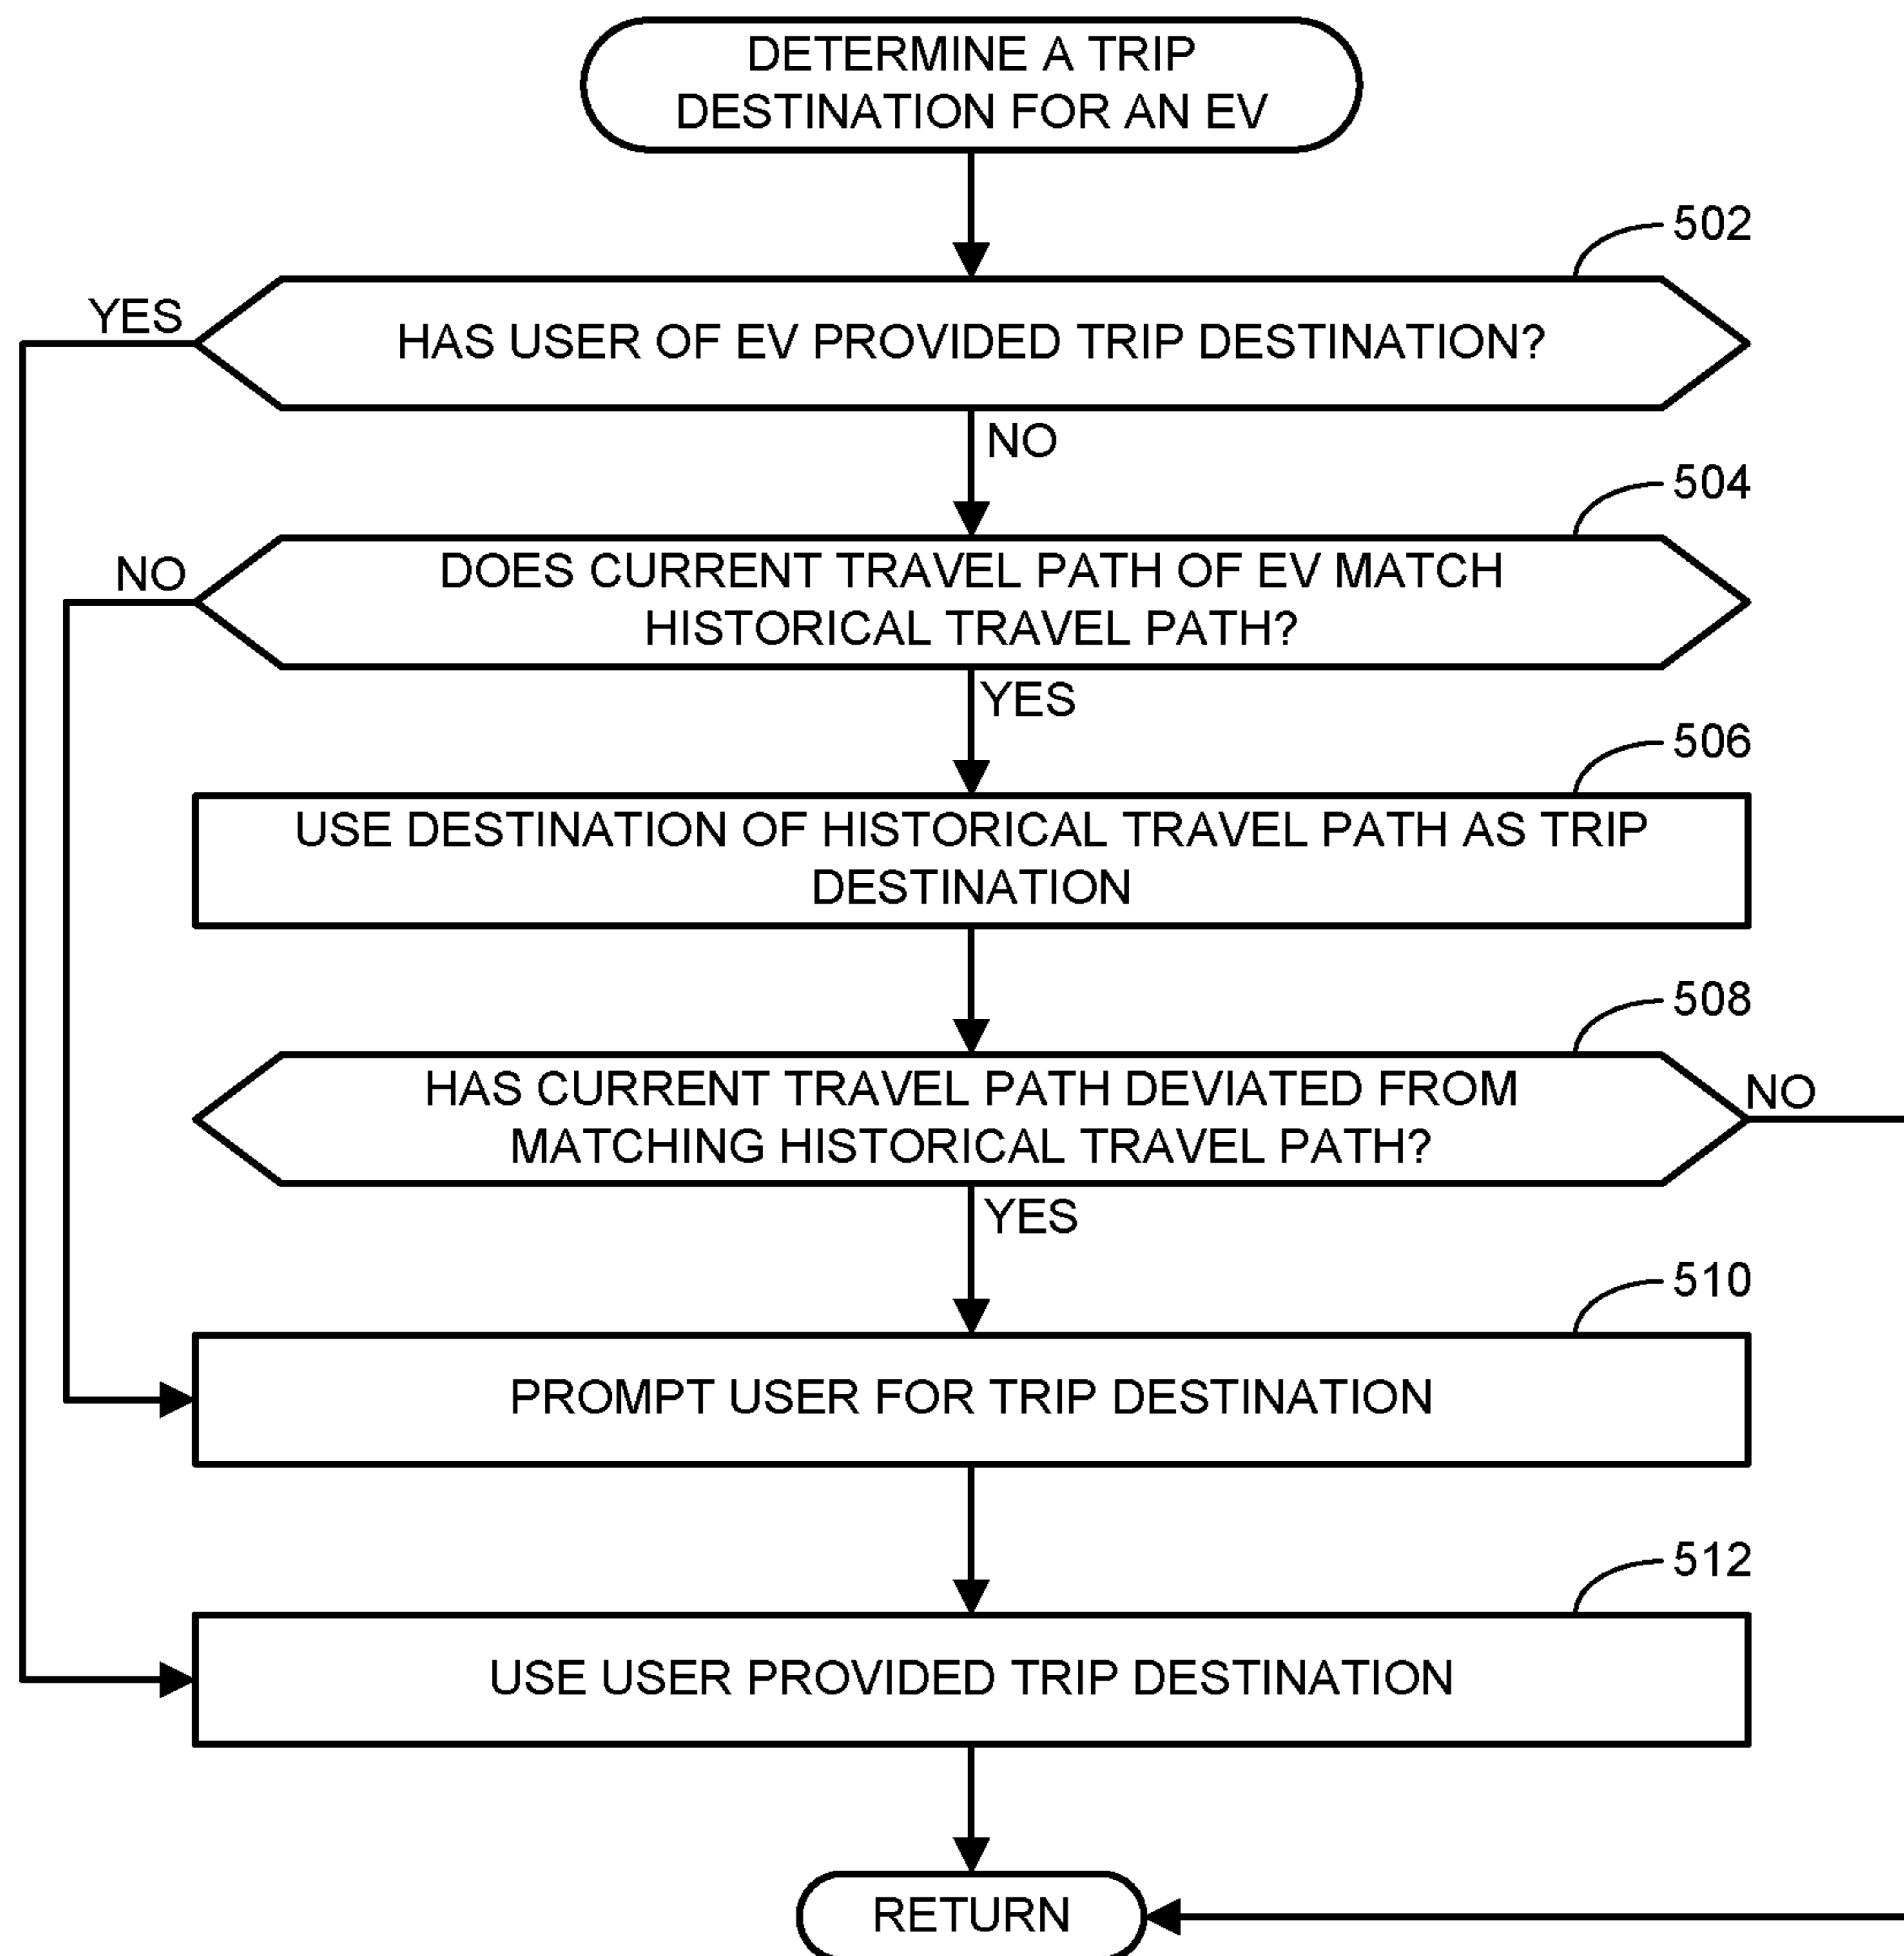 DETERMINE A TRIP
DESTINATION FOR AN EV
502
YES
HAS USER OF EV PROVIDED TRIP DESTINATION?
NO
504
NO
DOES CURRENT TRAVEL PATH OF EV MATCH
HISTORICAL TRAVEL PATH?
YES
506
USE DESTINATION OF HISTORICAL TRAVEL PATH AS TRIP
DESTINATION
508
HAS CURRENT TRAVEL PATH DEVIATED FROM
MATCHING HISTORICAL TRAVEL PATH?
NO
YES
510
PROMPT USER FOR TRIP DESTINATION
512
USE USER PROVIDED TRIP DESTINATION
RETURN